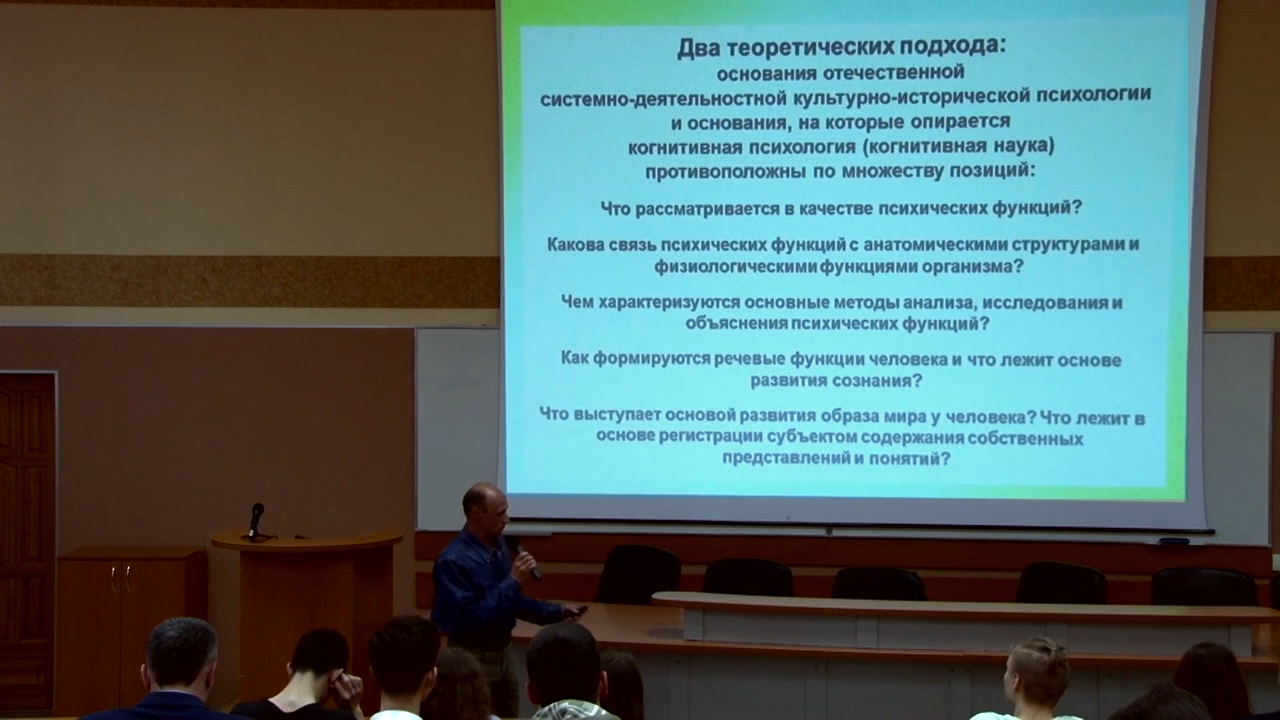 Два теоретических подхода:
основания отечественной
системно-деятельностной культурно-исторической психологии
и основания, на которые опирается
когнитивная психология (когнитивная наука)
противоположны по множеству позиций:
Что рассматривается в качестве психических функций?
Какова связь психических функций с анатомическими структурами и
физиологическими функциями организма?
Чем характеризуются основные методы анализа, исследования и
объяснения психических функций?
Как формируются речевые функции человека и что лежит основе
развития сознания?
Что выступает основой развития образа мира у человека? Что лежит в
основе регистрации субъектом содержания собственных
представлений и понятий?